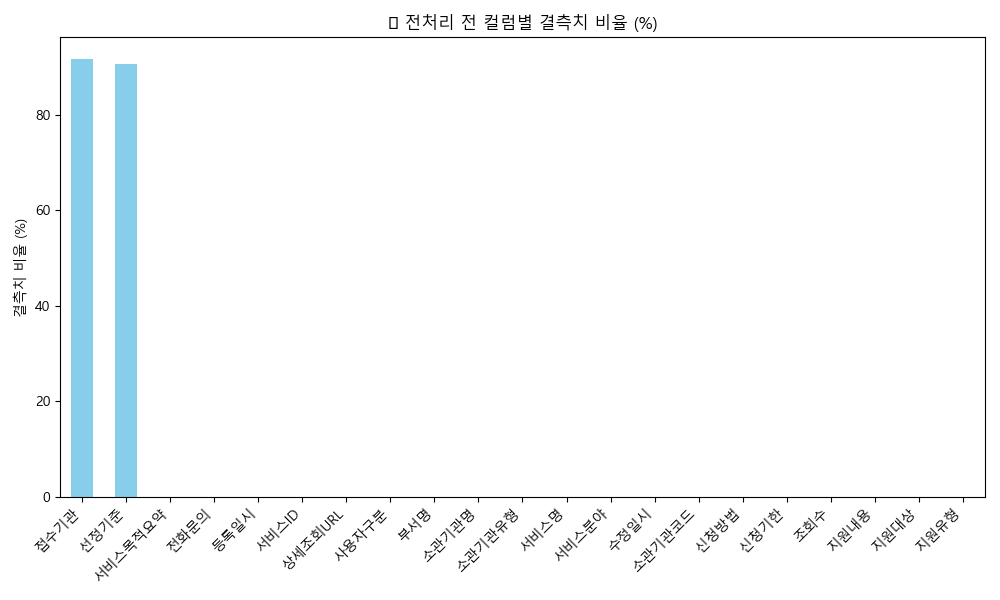 전처리 전 컬럼별 결측치 비율 (%)
결측치 비율 (%)
80
60
40
20
0
접수기관
선정기준
서비스목적요약
전화문의
등록일시
서비스ID
상세조회URL
사용자구분
부서명
소관기관명
소관기관유형
서비스명
서비스분야
수정일시
소관기관코드
신청방법
신청기한
조회수
지원내용
지원대상
지원유형